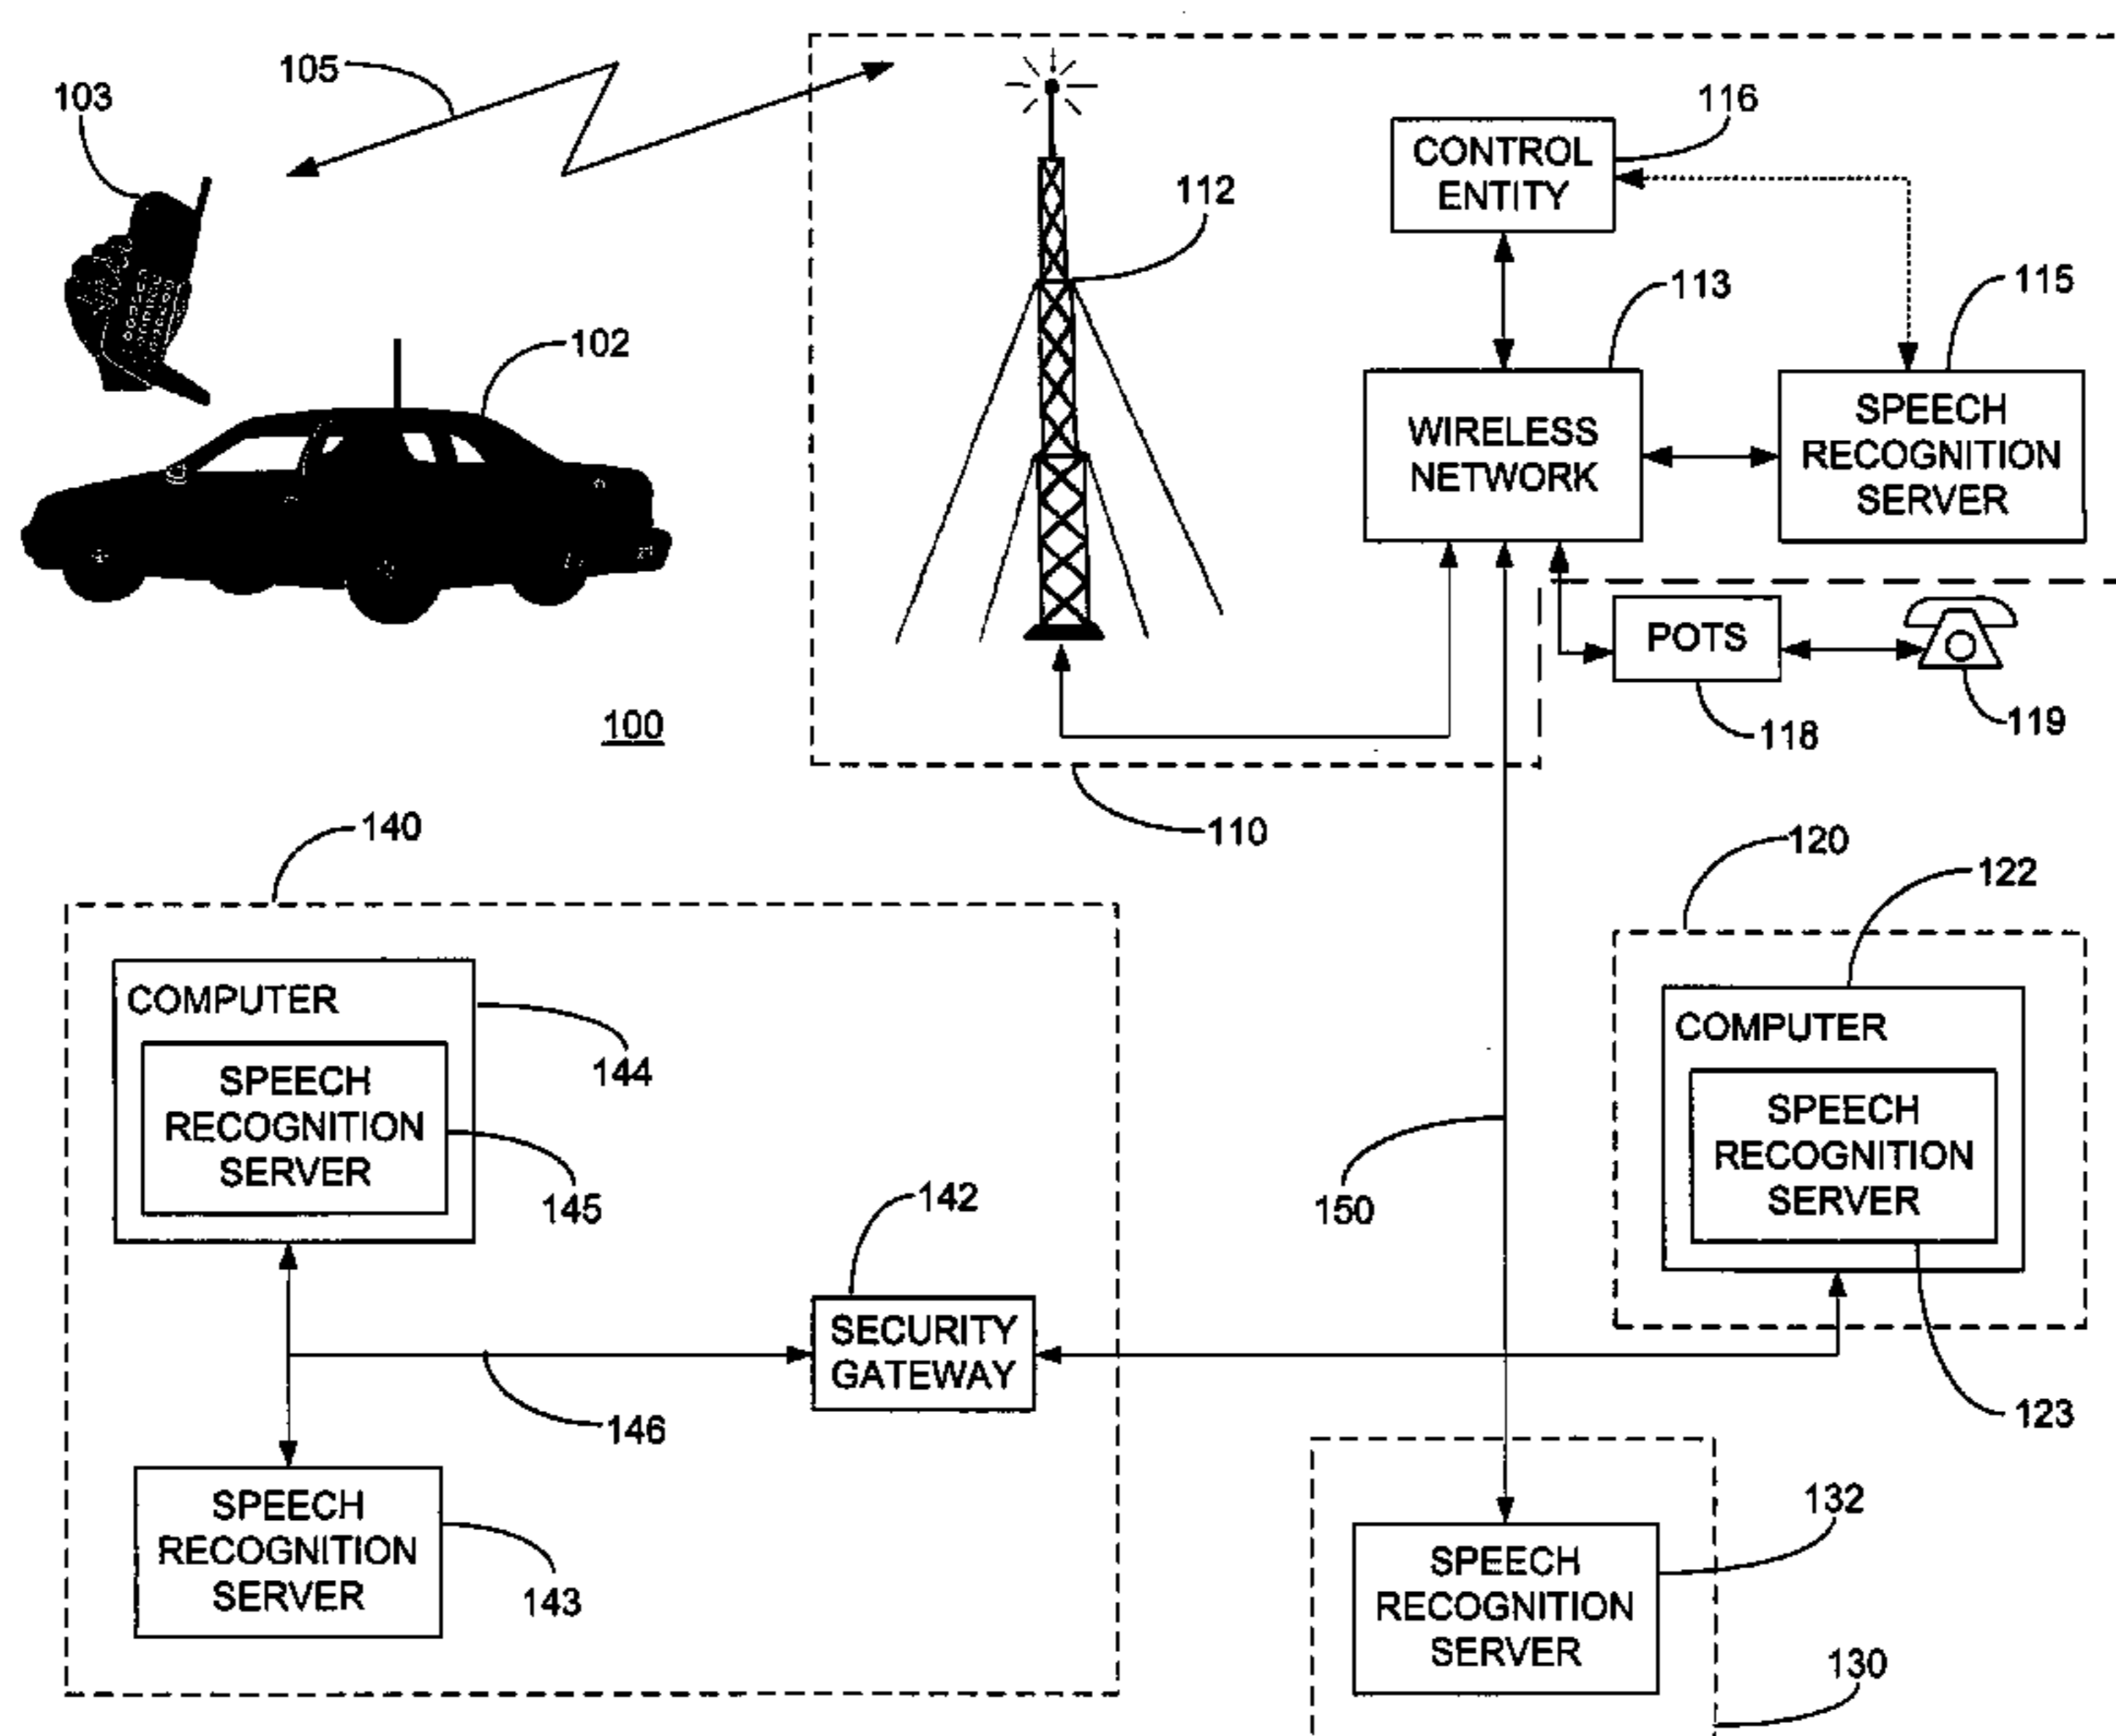 105
103
116
CONTROL
ENTITY
112
113
115
102
WIRELESS
NETWORK
SPEECH
RECOGNITION
SERVER
POTS
100
118
119
110
140
120
122
COMPUTER
144
SPEECH
RECOGNITION
SERVER
145
COMPUTER
SPEECH
RECOGNITION
SERVER
142
150
SECURITY
GATEWAY
146
123
SPEECH
RECOGNITION
SERVER
143
132
SPEECH
RECOGNITION
SERVER
130